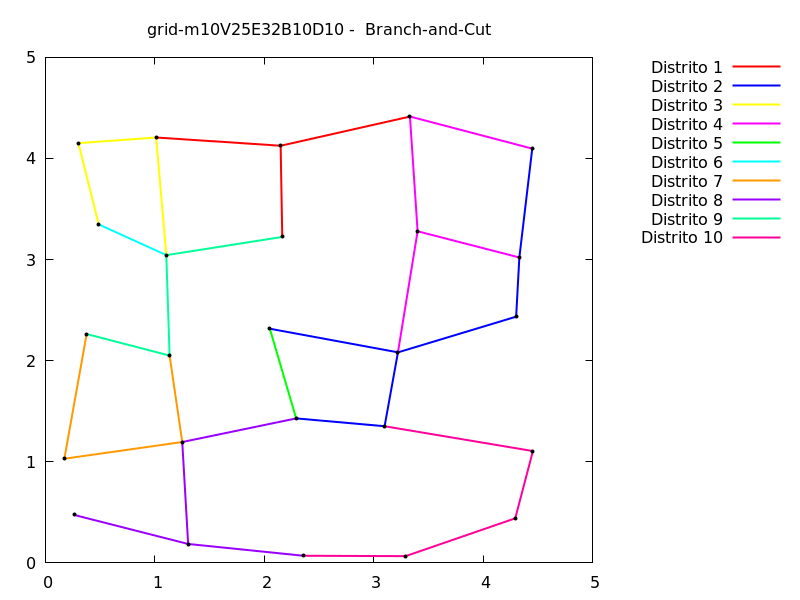 grid-m10V25E32B10D10 -  Branch-and-Cut
Distrito 1
Distrito 2
Distrito 3
Distrito 4
Distrito 5
Distrito 6
Distrito 7
Distrito 8
Distrito 9
Distrito 10
5
4
3
2
1
0
0 1 2 3 4 5